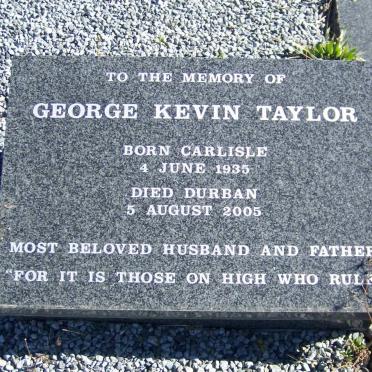 TO THE MEMORY OF
GEORGE KEVIN TAYLOR
BORN CARLISLE
4 JUNE 1935
DIED DURBAN
5 AUGUST 2005
MOST BELOVED HUSBAND AND FATHER
"FOR IT IS THOSE ON HIGH WHO RULE